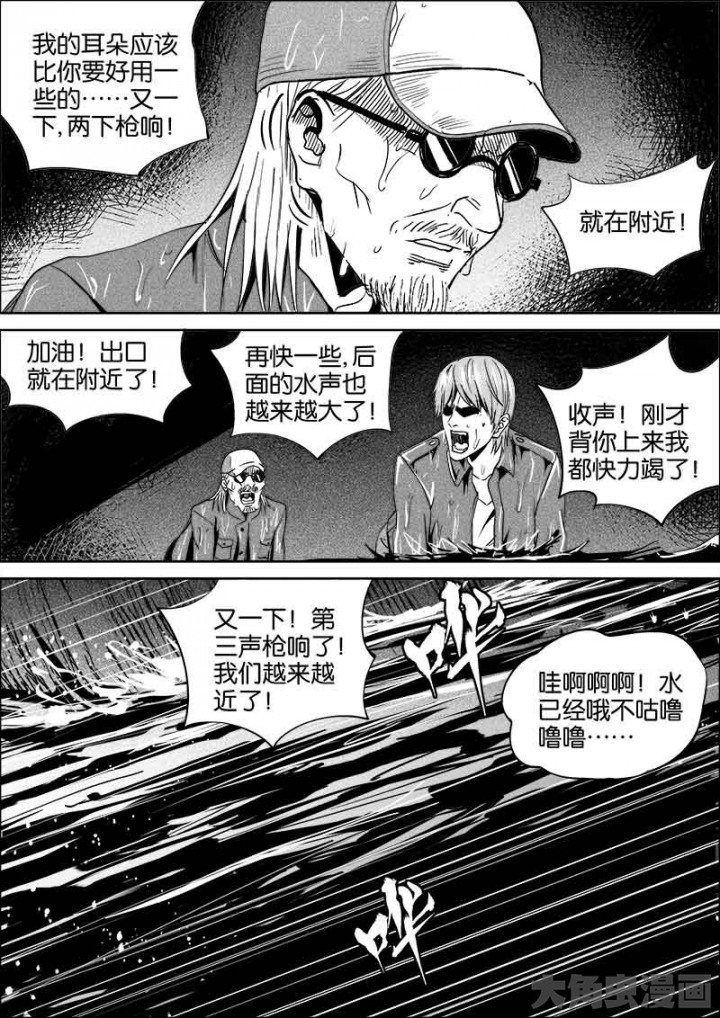 我的耳朵应该
比你要好用一
些的……又一
下,两下枪响！
就在附近！
加油！出口
就在附近了！
再快一些,后
面的水声也
越来越大了！
收声！刚才
背你上来我
都快力竭了！
又一下！第
三声枪响了！
我们越来越
近了！
哗
哇啊啊啊！水
已经哦不咕噜
噜噜……
哗
大角虫漫画